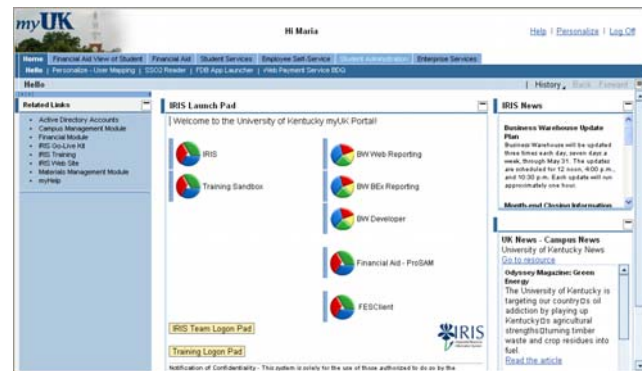 myUK
Hi Maria
Help | Personalize | Log Off
Home Financial Aid View of Student Financial Aid Student Services Employee Self-Service Student Administration Enterprise Services
Hello | Personalize - User Mapping | SSO2 Reader | FDB App Launcher | Web Payment Service BDG
Hello
History Back Forward
Related Links
Active Directory Accounts
Campus Management Module
Financial Module
IRIS Go-Live Kit
IRIS Training
IRIS Web Site
Materials Management Module
myHelp
IRIS Launch Pad
Welcome to the University of Kentucky myUK Portal!
IRIS
BW Web Reporting
Training Sandbox
BW BEx Reporting
BW Developer
Financial Aid - ProSAM
FESClient
IRIS Team Logon Pad
Training Logon Pad
IRIS
Notification of Confidentiality - This system is solely for the use of those authorized to do so by the
IRIS News
Business Warehouse Update
Plan
Business Warehouse will be updated
three times each day, seven days a
week, through May 31. The updates
are scheduled for 12 noon, 4:00 p.m.,
and 10:30 p.m. Each update will run
approximately one hour.
Month-end Closing Information
UK News - Campus News
University of Kentucky News
Go to resource
Odyssey Magazine: Green
Energy
The University of Kentucky is
targeting our country□s oil
addiction by playing up
Kentucky□s agricultural
strengths□turning timber
waste and crop residues into
fuel.
Read the article